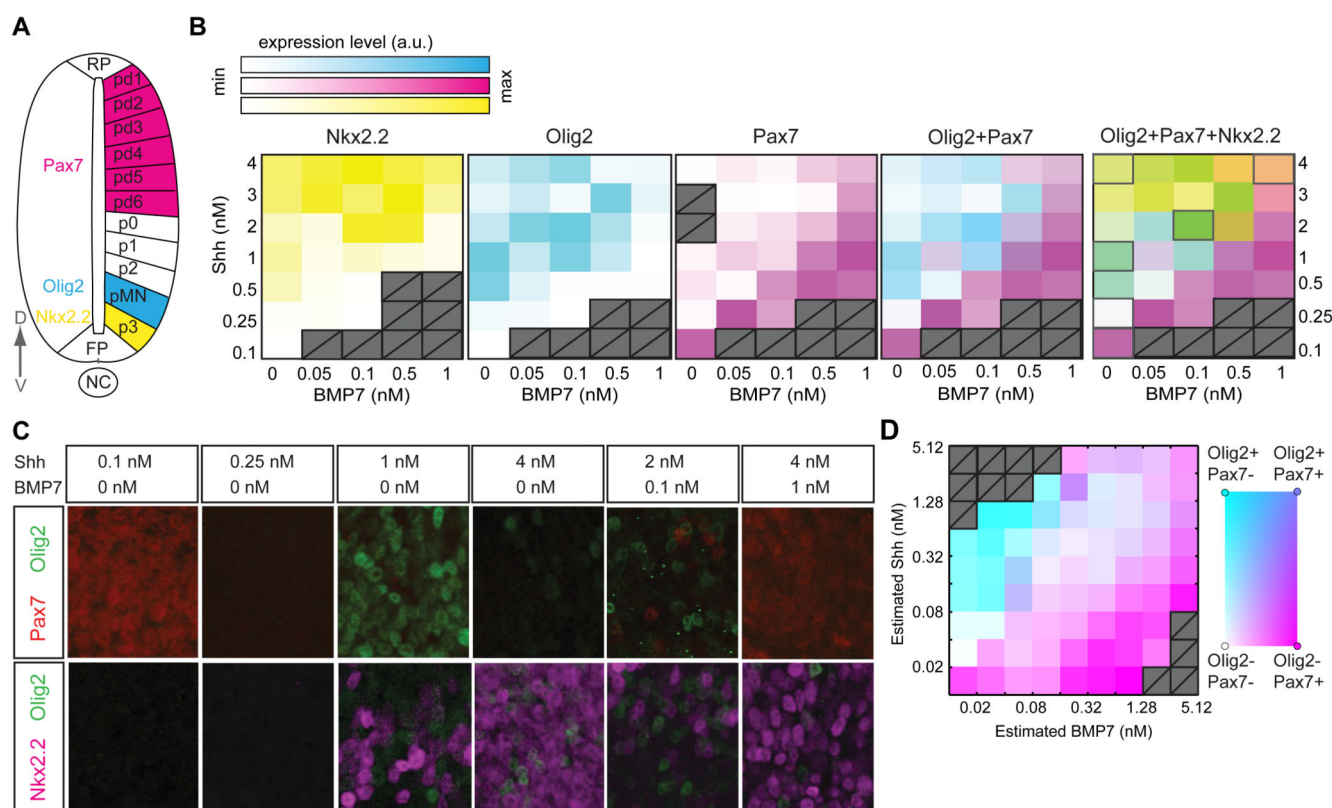 A
RP
pd1
pd2
pd3
Pax7
pd4
pd5
pd6
p0
p1
p2
Olig2
pMN
Nkx2.2
p3
D
V
FP
NC
B
expression level (a.u.)
min
max
Nkx2.2
Olig2
Pax7
Olig2+Pax7
Olig2+Pax7+Nkx2.2
Shh (nM)
4
3
2
1
0.5
0.25
0.1
4
3
2
1
0.5
0.25
0.1
0 0.05 0.1 0.5 1
BMP7 (nM)
0 0.05 0.1 0.5 1
BMP7 (nM)
0 0.05 0.1 0.5 1
BMP7 (nM)
0 0.05 0.1 0.5 1
BMP7 (nM)
0 0.05 0.1 0.5 1
BMP7 (nM)
C
Shh 0.1 nM 0.25 nM 1 nM 4 nM 2 nM 4 nM
BMP7 0 nM 0 nM 0 nM 0 nM 0.1 nM 1 nM
Pax7 Olig2
Nkx2.2 Olig2
D
Estimated Shh (nM)
5.12
1.28
0.32
0.08
0.02
0.02 0.08 0.32 1.28 5.12
Estimated BMP7 (nM)
Olig2+ Olig2+
Pax7- Pax7+
Olig2- Olig2-
Pax7- Pax7+